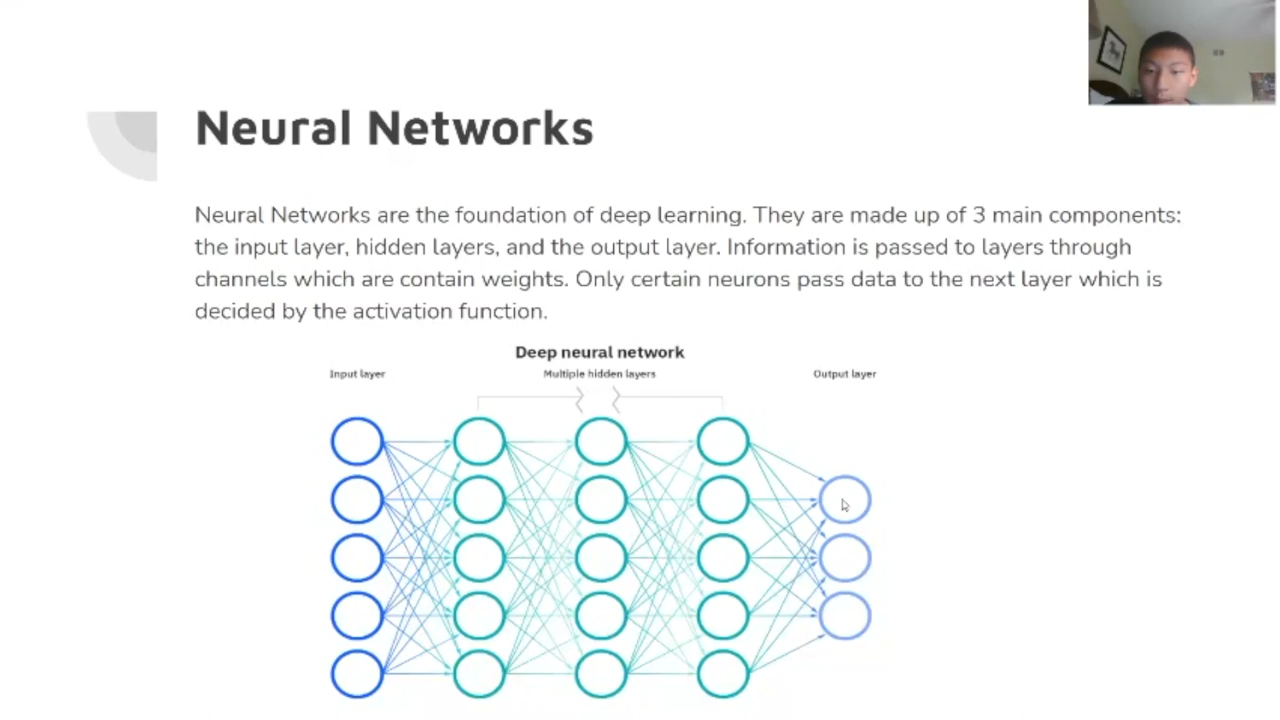 Neural Networks
Neural Networks are the foundation of deep learning. They are made up of 3 main components:
the input layer, hidden layers, and the output layer. Information is passed to layers through
channels which are contain weights. Only certain neurons pass data to the next layer which is
decided by the activation function.
Deep neural network
Input layer
Multiple hidden layers
Output layer